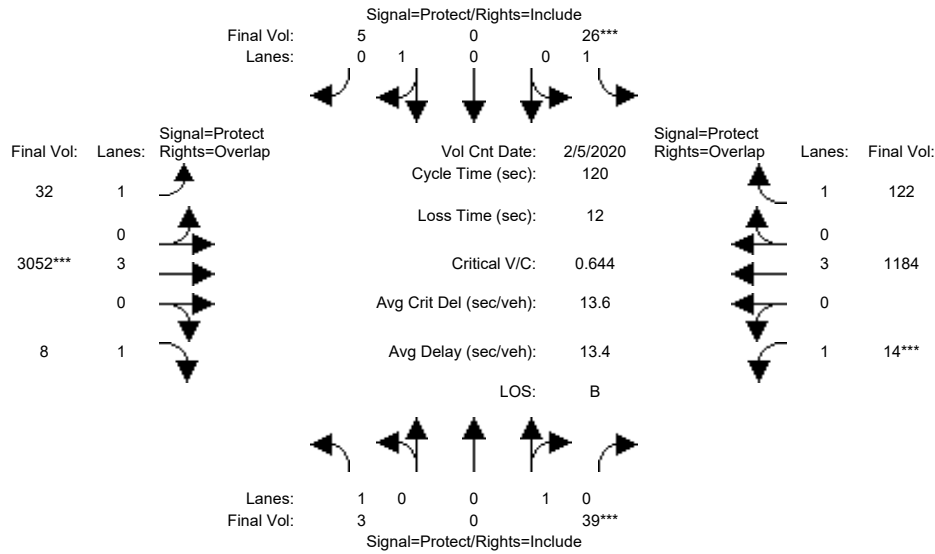 Signal=Protect/Rights=Include
Final Vol: 5 0 26***
Lanes: 0 1 0 0 1
Signal=Protect
Final Vol: Lanes: Rights=Overlap
Vol Cnt Date: 2/5/2020
Signal=Protect
Rights=Overlap Lanes: Final Vol:
Cycle Time (sec): 120
32 1
1 122
Loss Time (sec): 12
0
0
3052*** 3
Critical V/C: 0.644
3 1184
0
Avg Crit Del (sec/veh): 13.6
0
8 1
Avg Delay (sec/veh): 13.4
1 14***
LOS: B
Lanes: 1 0 0 1 0
Final Vol: 3 0 39***
Signal=Protect/Rights=Include